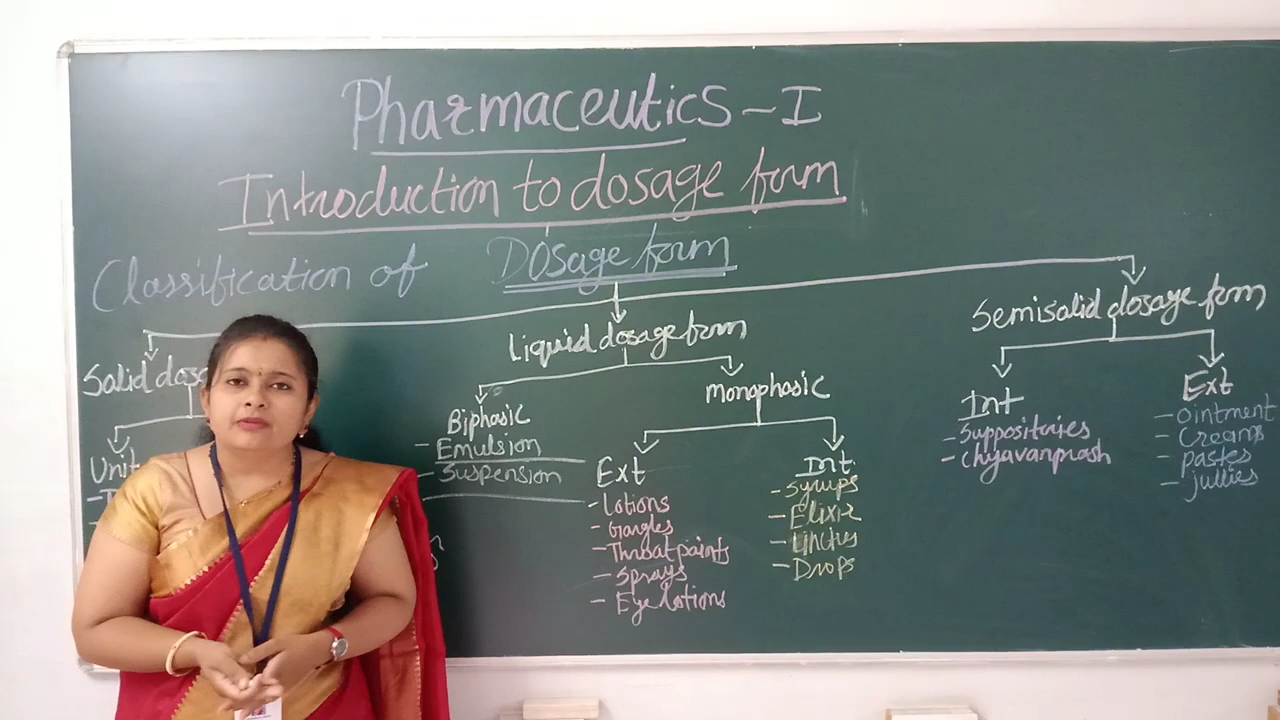 Pharmaceutics - I
Introduction to dosage form
Classification of Dosage form
Solid
Unit
Liquid dosage form
Biphasic
- Emulsion
- Suspension
monophasic
Ext
- Lotions
- Gargles
- Throat paints
- Sprays
- Eye lotions
Int.
- Syrups
- Elixir
- Linctus
- Drops
Semisolid dosage form
Int
- Suppositories
- Chyavanprash
Ext
- Ointment
- Creams
- pastes
- jullies